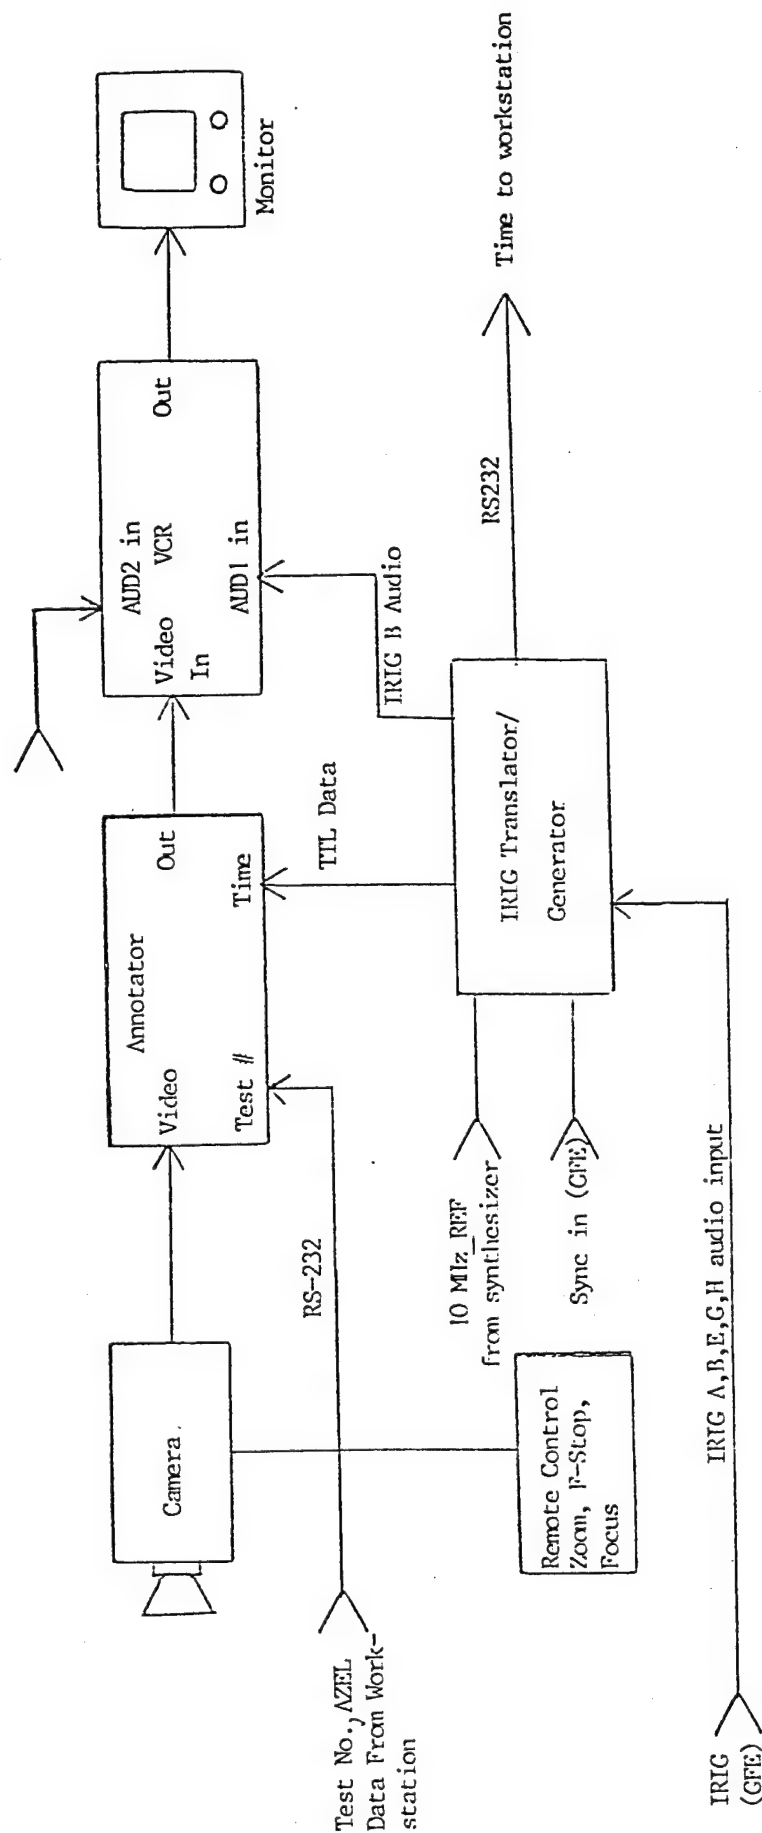 Monitor
AUD2 in
Video
VCR
Out
In
AUD1 in
Annotator
Video
Out
Test #
Time
Camera
RS-232
TTL Data
IRIG B Audio
RS232
Time to workstation
IRIG Translator/
Generator
10 MHz REF
from synthesizer
Sync in (GFE)
Remote Control
Zoom, F-Stop,
Focus
Test No., AZEL
Data From Work-
station
IRIG A,B,E,G,H audio input
IRIG
(GFE)